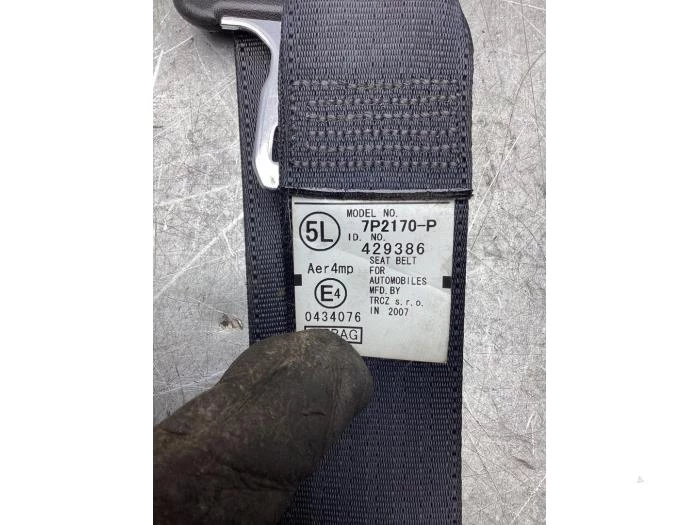 5L
MODEL NO.
7P2170-P
ID. NO.
429386
Aer4mp
SEAT BELT
FOR
AUTOMOBILES
MFD. BY
TRCZ s.r.o.
IN 2007
E4
0434076